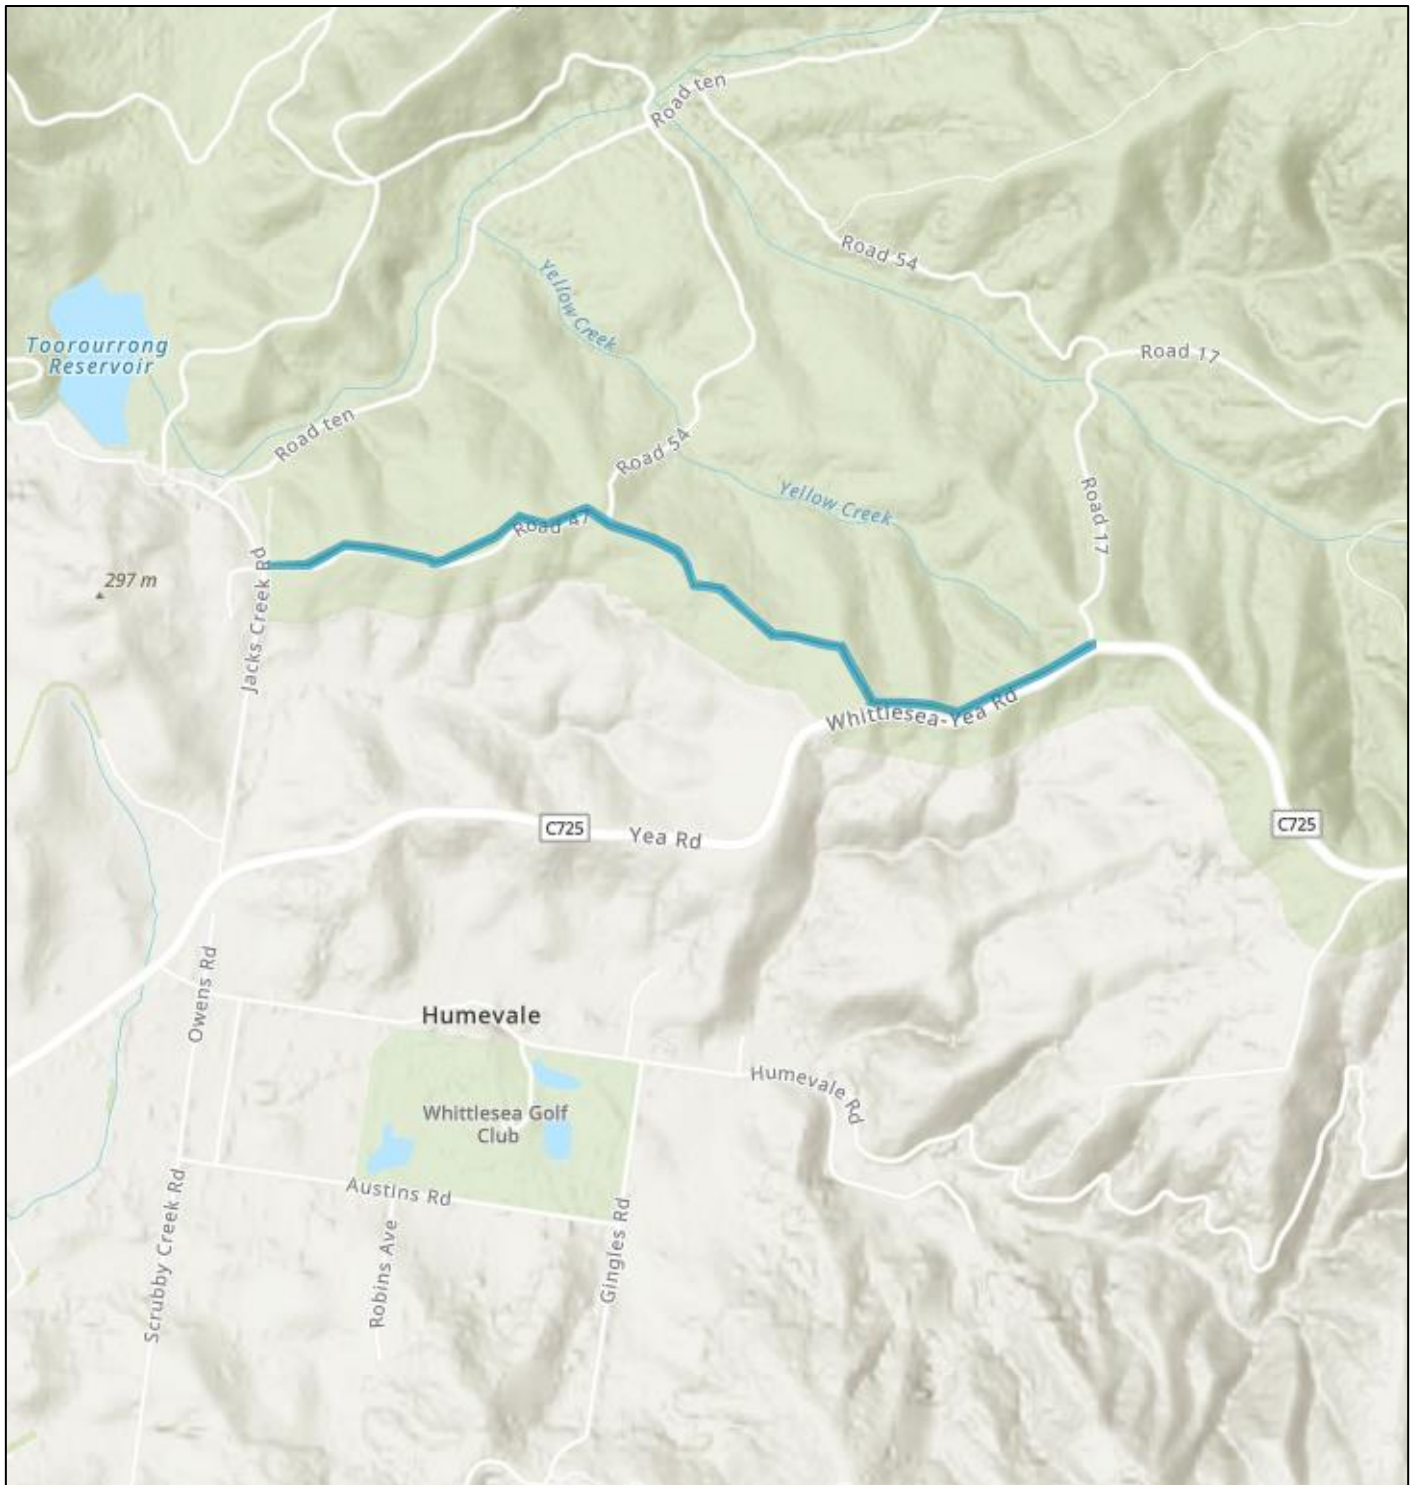 Road ten
Road 54
Yellow Creek
Toorourrong
Reservoir
Road 17
Road ten
Road 54
Yellow Creek
Road 17
Road 47
Jacks Creek Rd
297 m
Whittlesea-Yea Rd
C725
Yea Rd
C725
Owens Rd
Humevale
Humevale Rd
Whittlesea Golf
Club
Austins Rd
Scrubby Creek Rd
Robins Ave
Gingles Rd